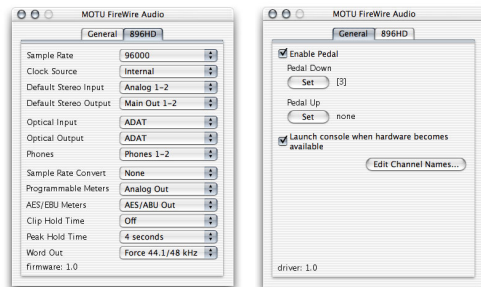 MOTU FireWire Audio
General 896HD
Sample Rate 96000
Clock Source Internal
Default Stereo Input Analog 1-2
Default Stereo Output Main Out 1-2
Optical Input ADAT
Optical Output ADAT
Phones Phones 1-2
Sample Rate Convert None
Programmable Meters Analog Out
AES/EBU Meters AES/ABU Out
Clip Hold Time Off
Peak Hold Time 4 seconds
Word Out Force 44.1/48 kHz
firmware: 1.0
MOTU FireWire Audio
General 896HD
Enable Pedal
Pedal Down
Set [3]
Pedal Up
Set none
Launch console when hardware becomes
available
Edit Channel Names...
driver: 1.0